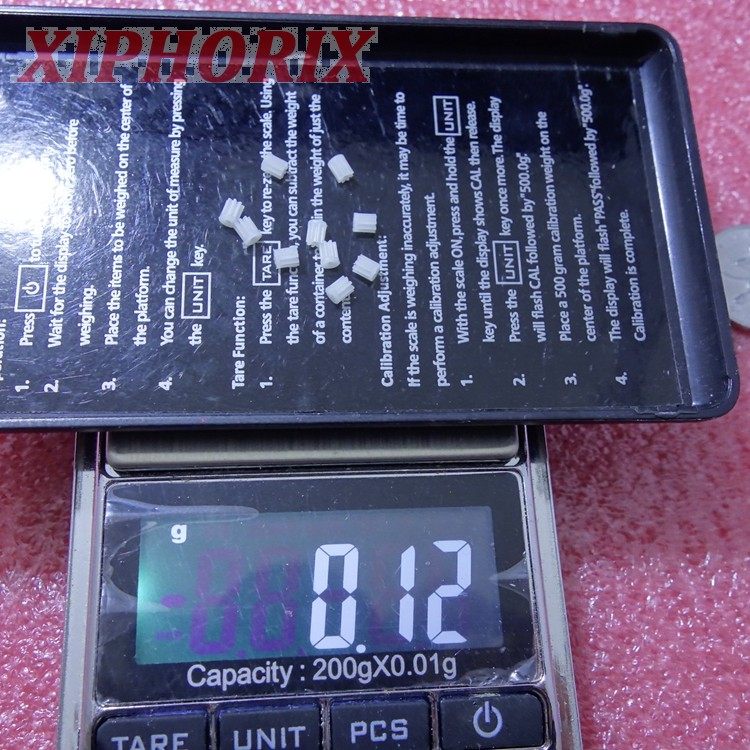 XIPHORIX
1. Press to
2. Wait for the display before
weighing.
3. Place the items to be weighed on the center of
the platform.
4. You can change the unit of measure by pressing
the UNIT key.
Tare Function:
1. Press the TARE key to the scale. Using
the tare you can subtract the weight
of a container the weight of just the
Calibration Adjustment:
If the scale is weighing inaccurately, it may be time to
perform a calibration adjustment.
1. With the scale ON, press and hold the UNIT
key until the display shows CAL then release.
2. Press the UNIT key once more. The display
will flash CAL followed by "500.0g".
3. Place a 500 gram calibration weight on the
center of the platform.
4. The display will flash "PASS" followed by "500.0g".
Calibration is complete.
g
0.12
Capacity : 200gX0.01g
TARE UNIT PCS